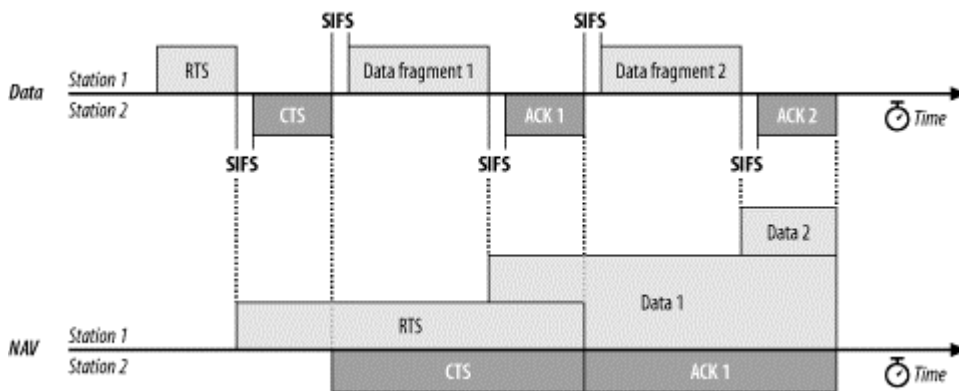 SIFS SIFS
RTS Data fragment 1 Data fragment 2
Station 1
Data
Station 2
CTS ACK 1 ACK 2 Time
SIFS SIFS SIFS
Data 2
Data 1
RTS
Station 1
NAV
Station 2
CTS ACK 1 Time